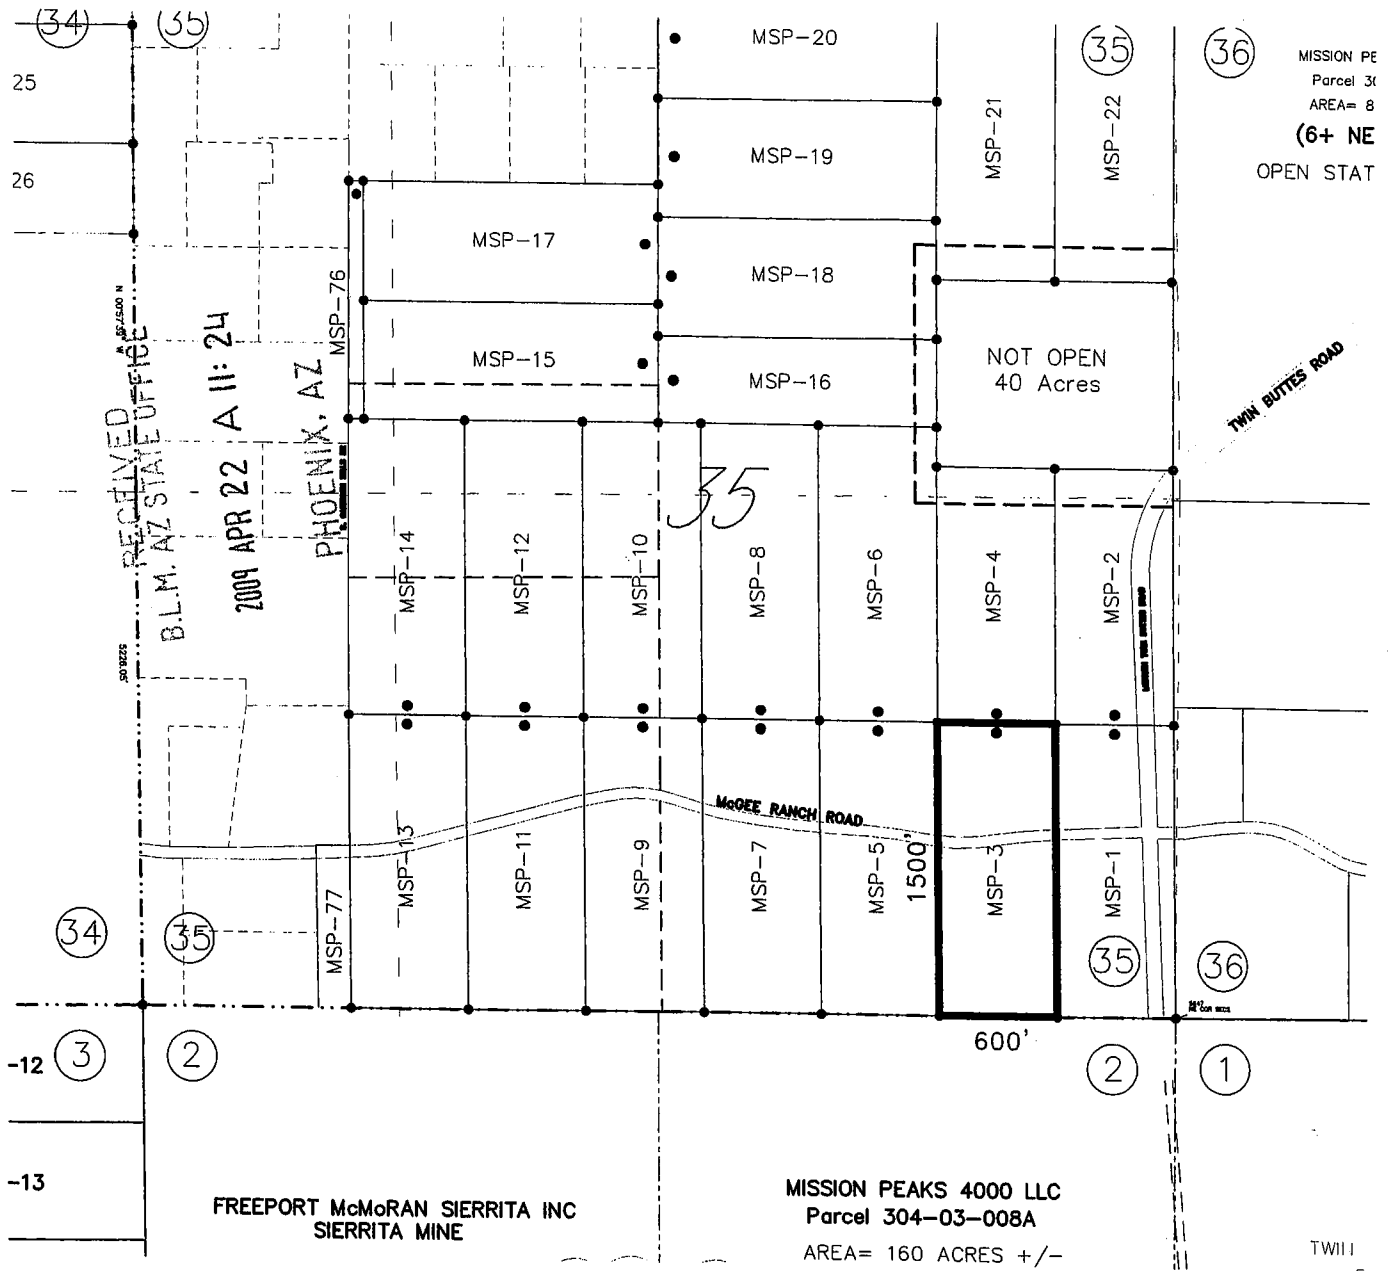 34
35
MSP-20
35
36
MISSION PE
Parcel 30
AREA= 8
(6+ NE
OPEN STAT
25
26
MSP-21
MSP-22
MSP-19
MSP-17
MSP-18
MSP-76
MSP-15
MSP-16
NOT OPEN
40 Acres
TWIN BUTTES ROAD
N 00°57'39" W
RECEIVED
B.L.M. AZ STATE OFFICE
2009 APR 22 A 11: 24
PHOENIX, AZ
35
MSP-14
MSP-12
MSP-10
MSP-8
MSP-6
MSP-4
MSP-2
5226.05'
McGEE RANCH ROAD
MSP-77
MSP-13
MSP-11
MSP-9
MSP-7
MSP-5
1500'
MSP-3
MSP-1
34
35
35
36
600'
3
2
2
1
-12
-13
FREEPORT McMoRAN SIERRITA INC
SIERRITA MINE
MISSION PEAKS 4000 LLC
Parcel 304-03-008A
AREA= 160 ACRES +/-